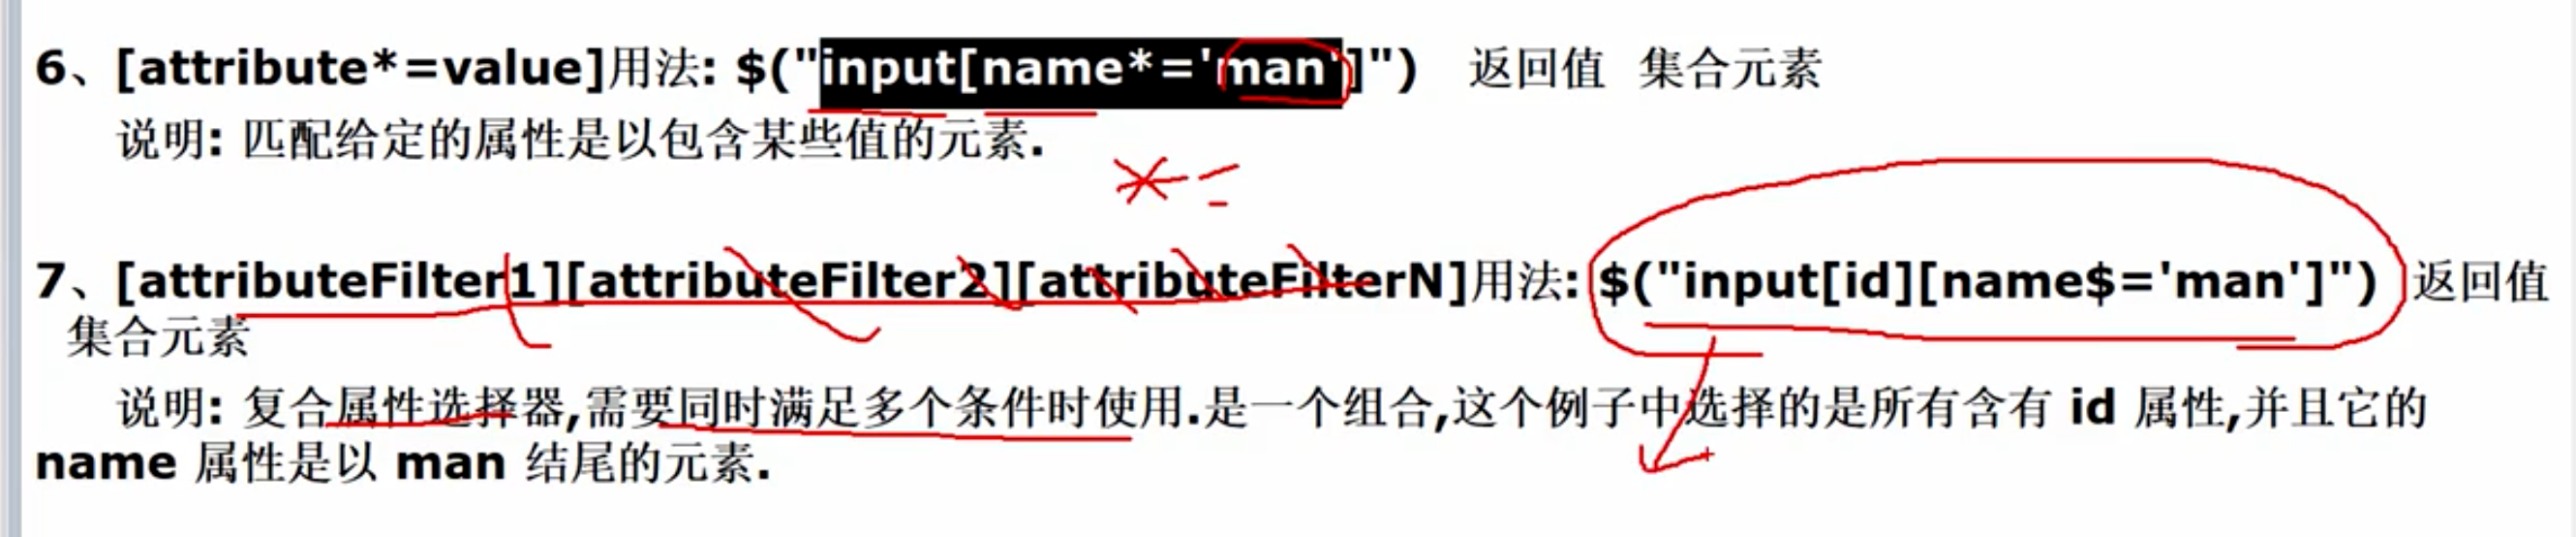 6、[attribute*=value]用法: $("input[name*='man']") 返回值 集合元素
说明: 匹配给定的属性是以包含某些值的元素.
*=
7、[attributeFilter1][attributeFilter2][attributeFilterN]用法: $("input[id][name$='man']") 返回值
集合元素
说明: 复合属性选择器,需要同时满足多个条件时使用.是一个组合,这个例子中选择的是所有含有 id 属性,并且它的
name 属性是以 man 结尾的元素.